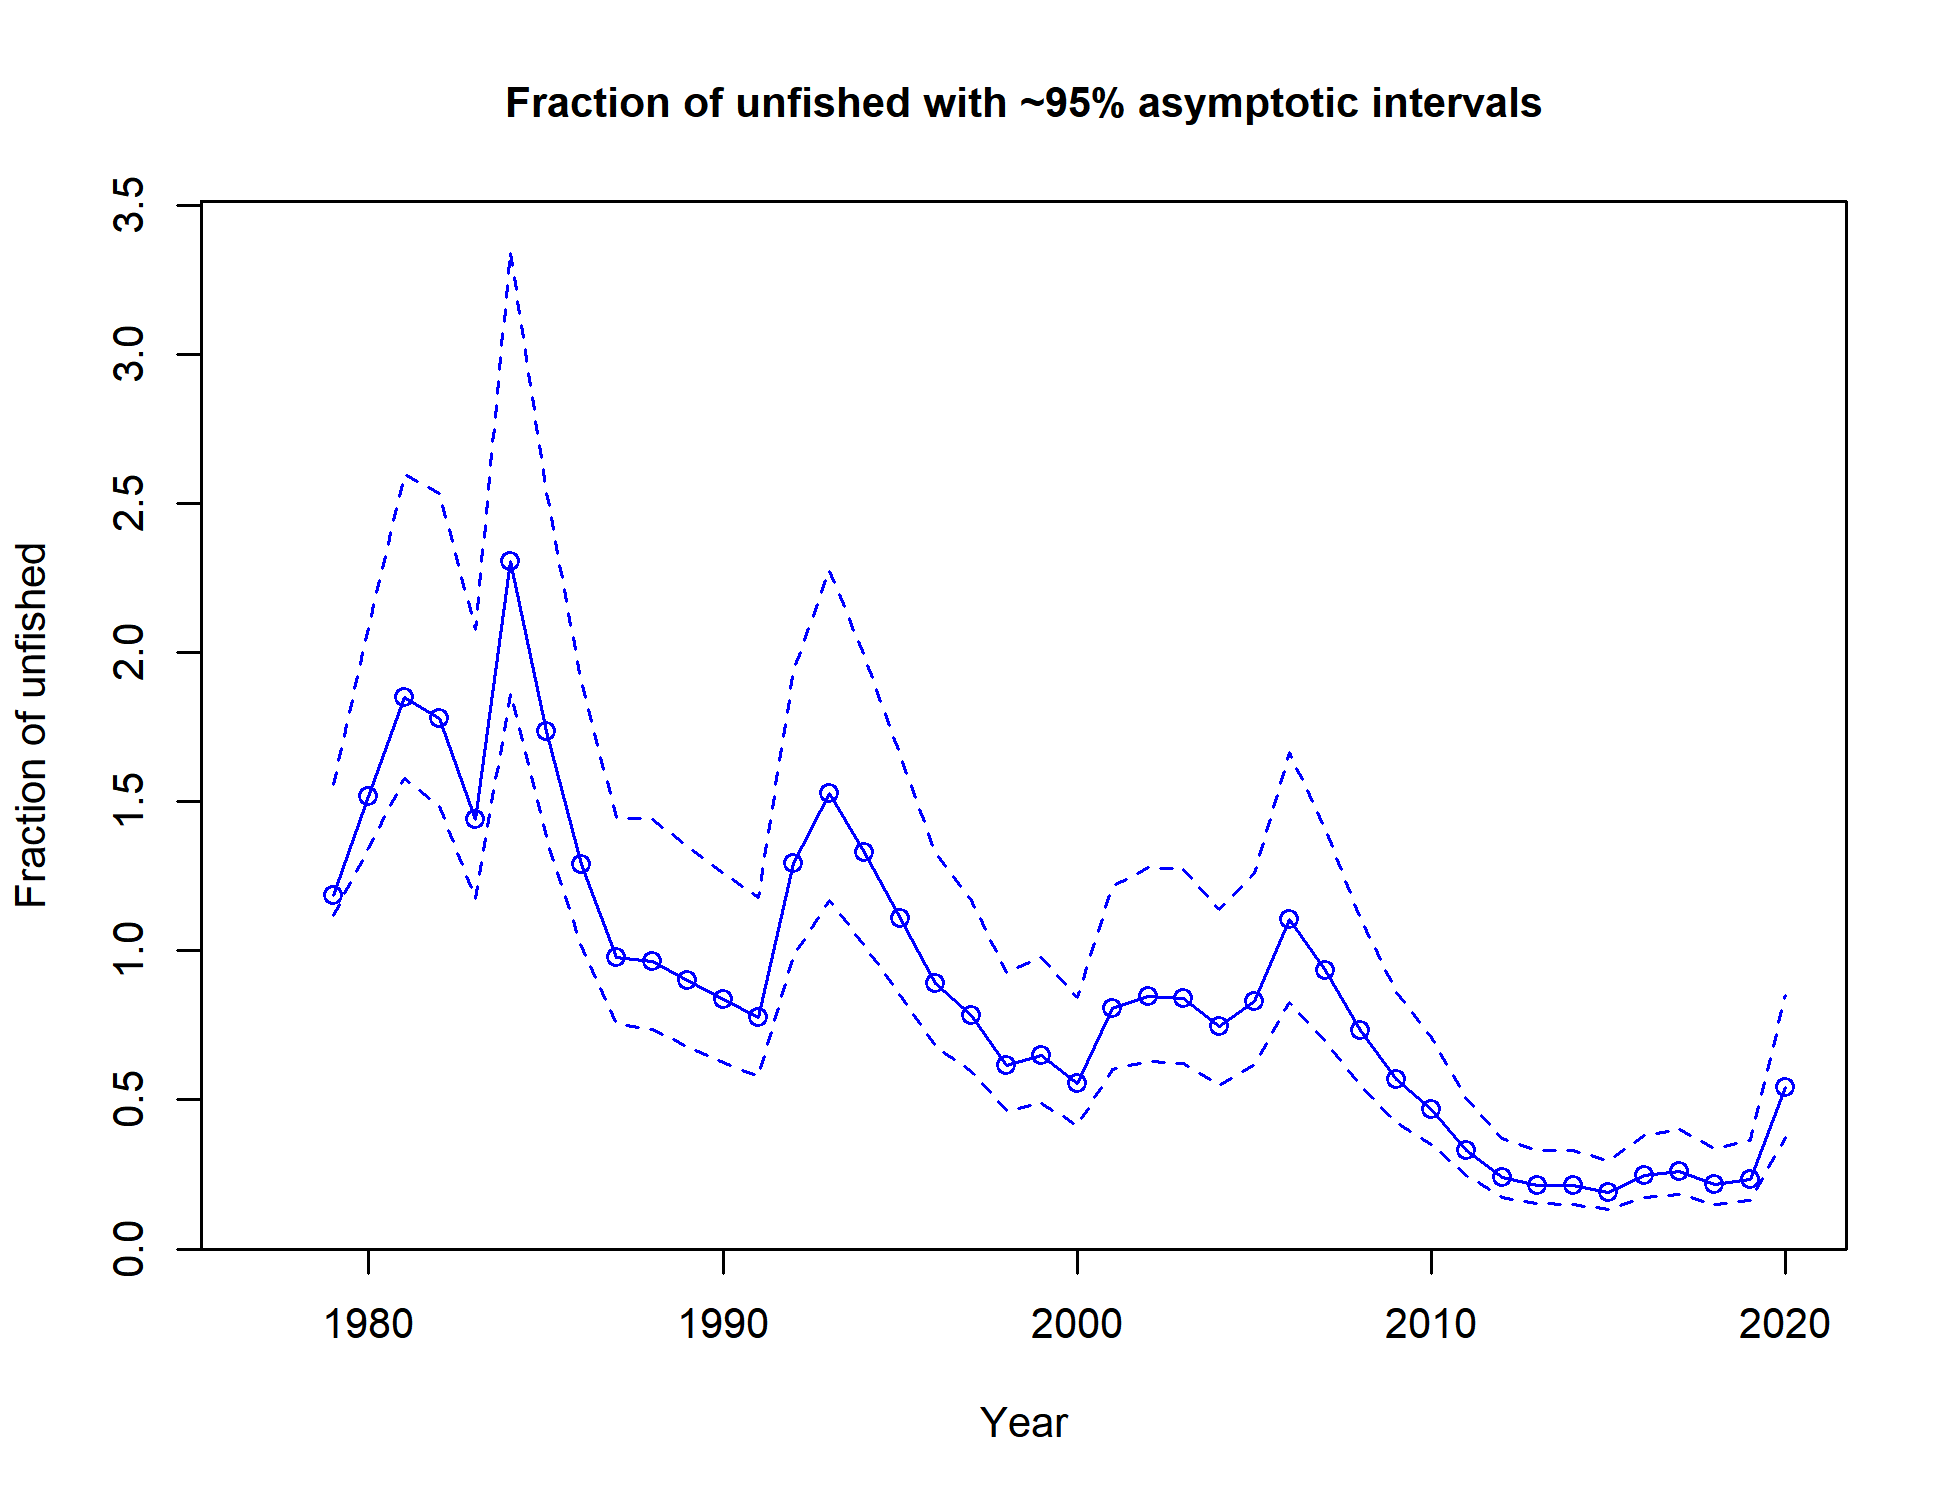 Fraction of unfished with ~95% asymptotic intervals
Fraction of unfished
3.5
3.0
2.5
2.0
1.5
1.0
0.5
0.0
1980 1990 2000 2010 2020
Year